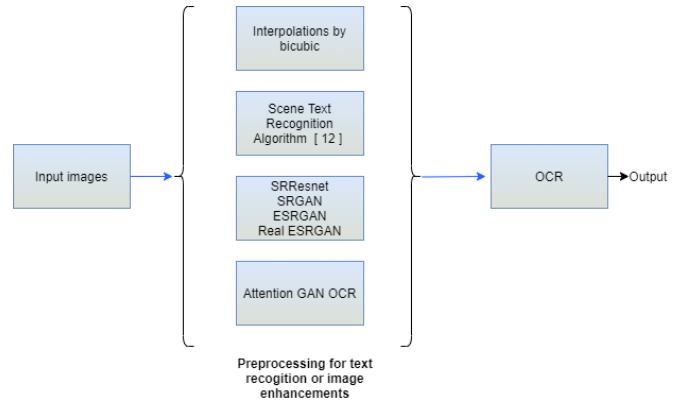 Interpolations by
bicubic
Scene Text
Recognition
Algorithm [ 12 ]
Input images
SRResnet
SRGAN
ESRGAN
Real ESRGAN
OCR
Output
Attention GAN OCR
Preprocessing for text
recogition or image
enhancements